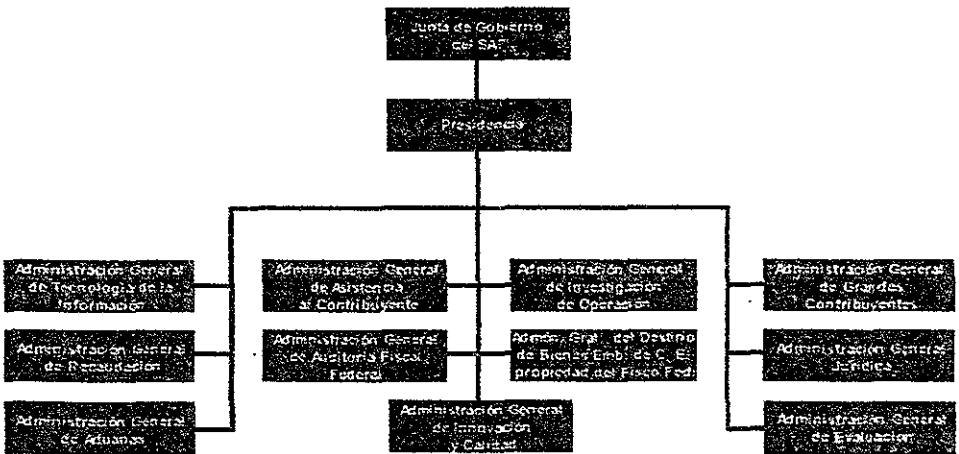 Junta de Gobierno
del SAT
Presidencia
Administración General
de Tecnología de la
Información
Administración General
de Asistencia
al Contribuyente
Administración General
de Investigación
de Operación
Administración General
de Grandes
Contribuyentes
Administración General
de Recaudación
Administración General
de Auditoría Fiscal
Federal
Admón. Gral. del Destino
de Bienes Emb. de C. E.
propiedad del Fisco Fed.
Administración General
Jurídica
Administración General
de Aduanas
Administración General
de Innovación
y Calidad
Administración General
de Evaluación